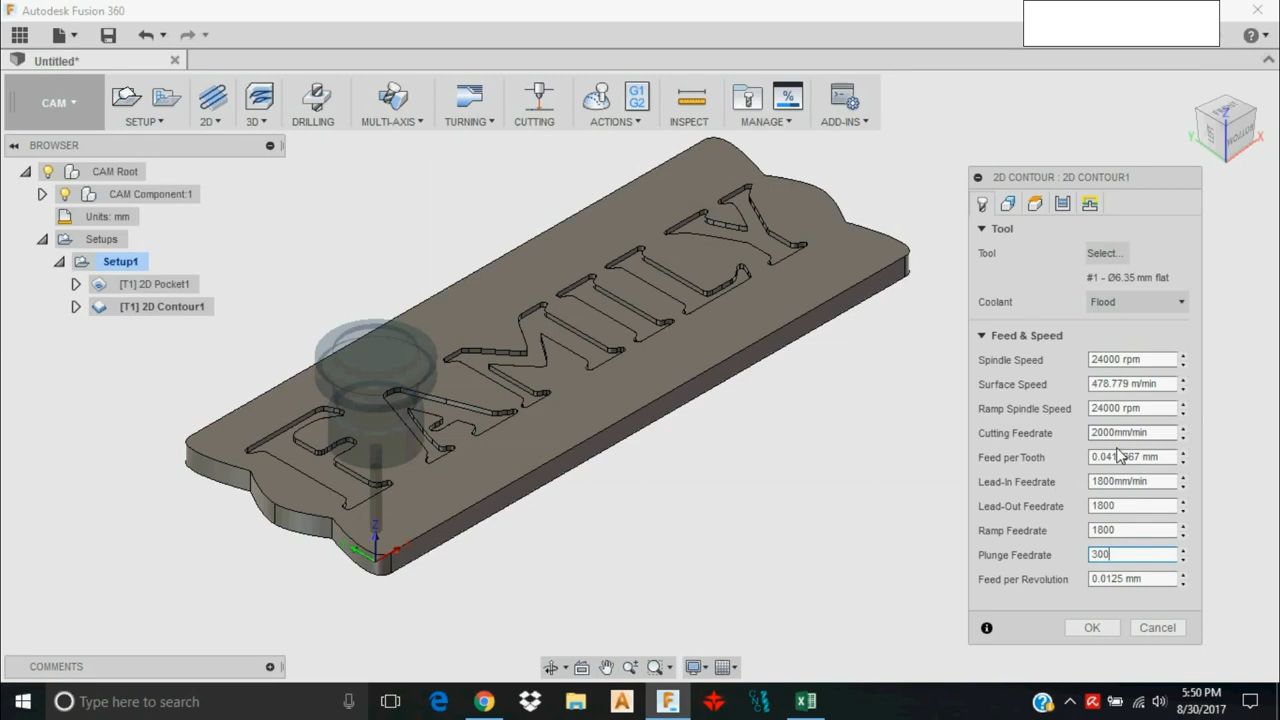 Autodesk Fusion 360
Untitled*
CAM
SETUP
2D
3D
DRILLING
MULTI-AXIS
TURNING
CUTTING
G1
G2
ACTIONS
INSPECT
%
MANAGE
ADD-INS
BROWSER
CAM Root
CAM Component:1
Units: mm
Setups
Setup1
[T1] 2D Pocket1
[T1] 2D Contour1
FAMILY
Z
Z
Y
X
BOTTOM
2D CONTOUR : 2D CONTOUR1
Tool
Tool Select...
#1 - Ø6.35 mm flat
Coolant Flood
Feed & Speed
Spindle Speed 24000 rpm
Surface Speed 478.779 m/min
Ramp Spindle Speed 24000 rpm
Cutting Feedrate 2000mm/min
Feed per Tooth mm
Lead-In Feedrate 1800mm/min
Lead-Out Feedrate 1800
Ramp Feedrate 1800
Plunge Feedrate 300
Feed per Revolution 0.0125 mm
OK Cancel
COMMENTS
Type here to search
5:50 PM
8/30/2017